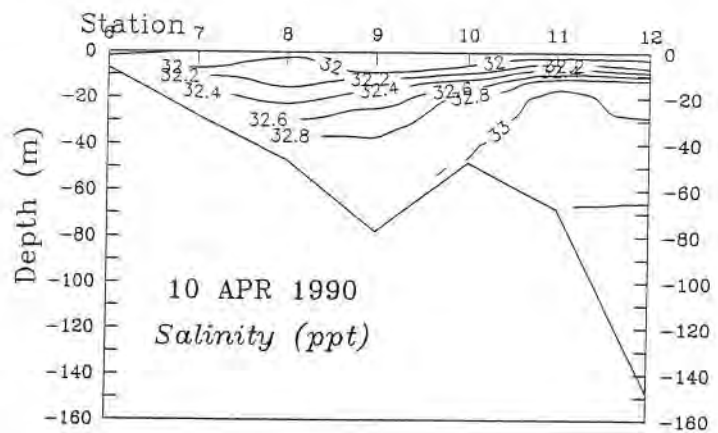 Station
6 7 8 9 10 11 12
0 0
32 32 32 32.2
32.2 32.2 32.4
32.4 32.4 32.6
-20 32.8 -20
32.6
32.8 33
-40 -40
-60 -60
-80 -80
-100 -100
10 APR 1990
-120 -120
Salinity (ppt)
-140 -140
-160 -160
Depth (m)